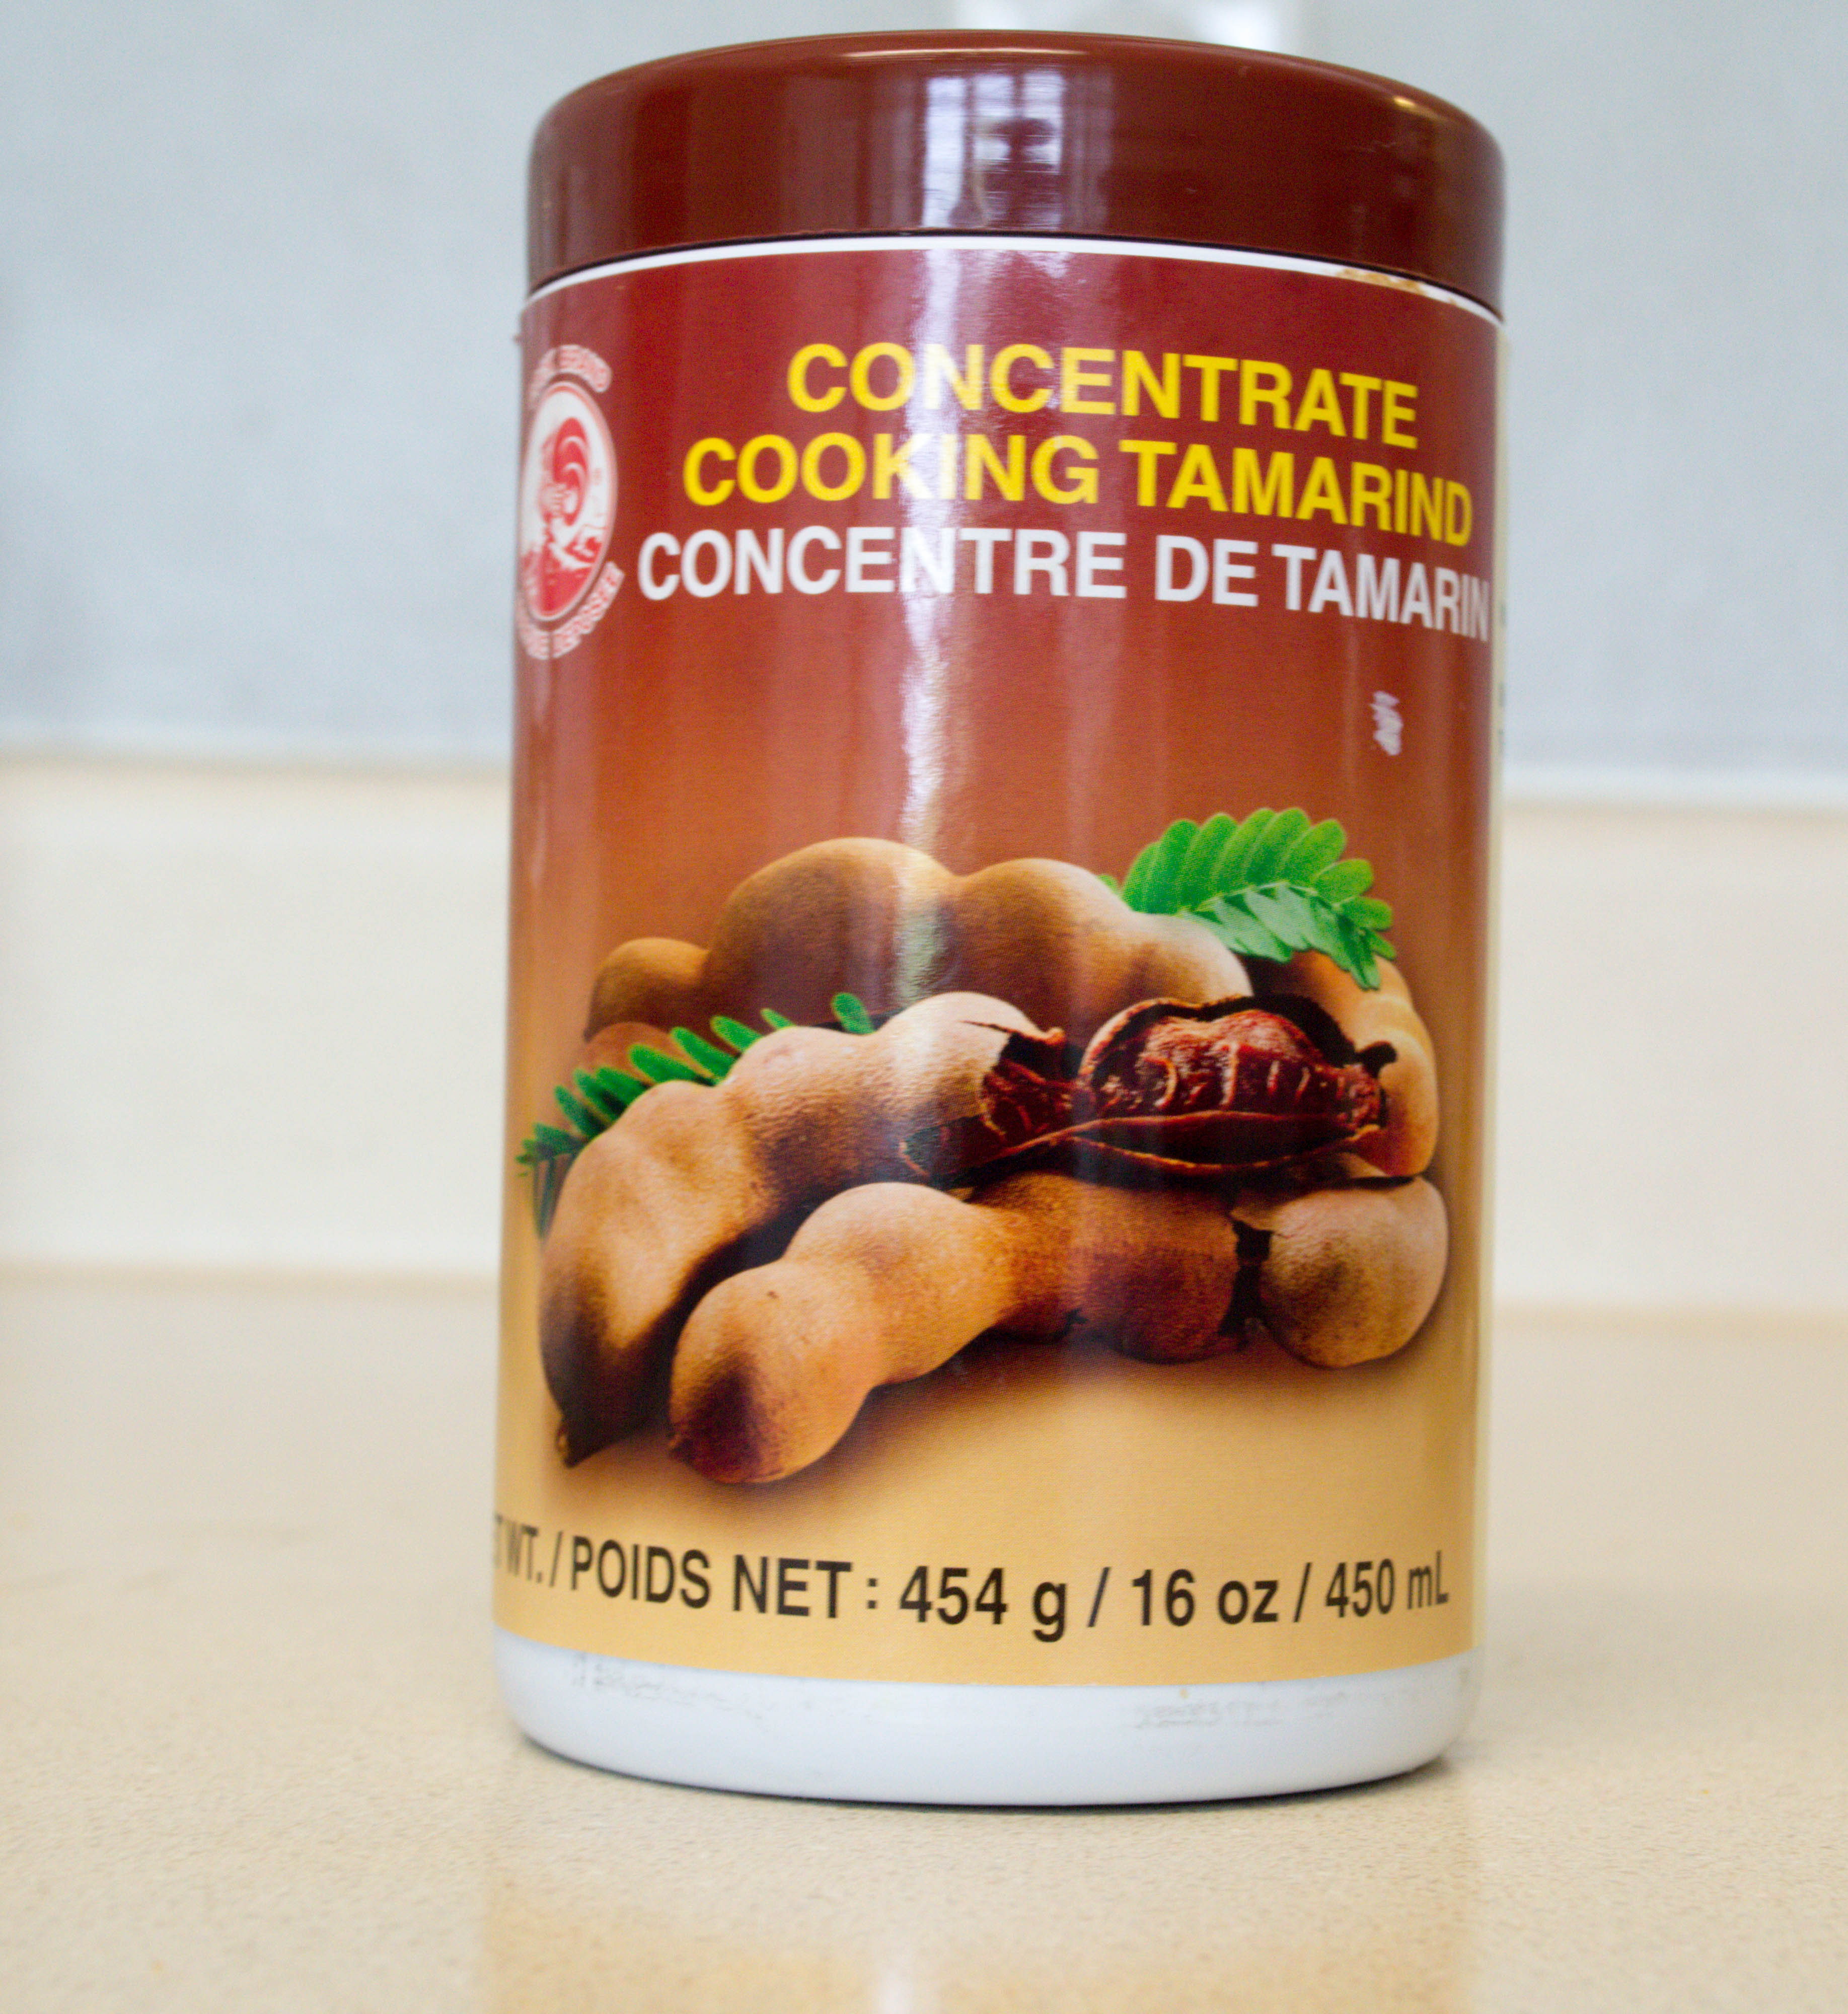 CONCENTRATE
COOKING TAMARIND
CONCENTRE DE TAMARIN
WT. / POIDS NET : 454 g / 16 oz / 450 mL